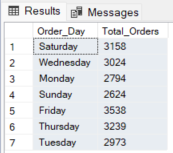 Results Messages
Order_Day Total_Orders
1 Saturday 3158
2 Wednesday 3024
3 Monday 2794
4 Sunday 2624
5 Friday 3538
6 Thursday 3239
7 Tuesday 2973